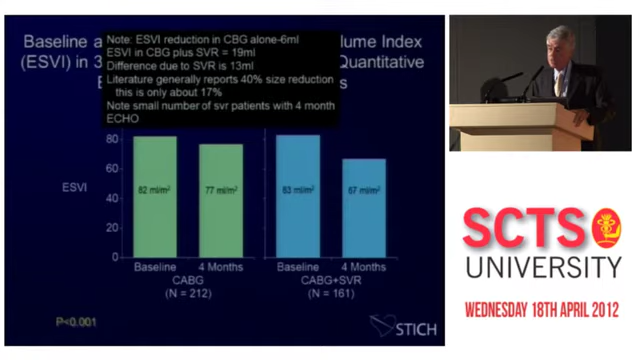 Note: ESVI reduction in CBG alone-6ml
ESVI in CBG plus SVR = 19ml
Difference due to SVR is 13ml
Literature generally reports 40% size reduction
this is only about 17%
Note small number of svr patients with 4 month
ECHO
Baseline a
lume Index
(ESVI) in 3
Quantitative
80
60
40
20
0
ESVI
82 ml/m²
77 ml/m²
83 ml/m²
67 ml/m²
Baseline
4 Months
Baseline
4 Months
CABG
CABG+SVR
(N = 212)
(N = 161)
P<0.001
STICH
SCTS
UNIVERSITY
WEDNESDAY 18TH APRIL 2012